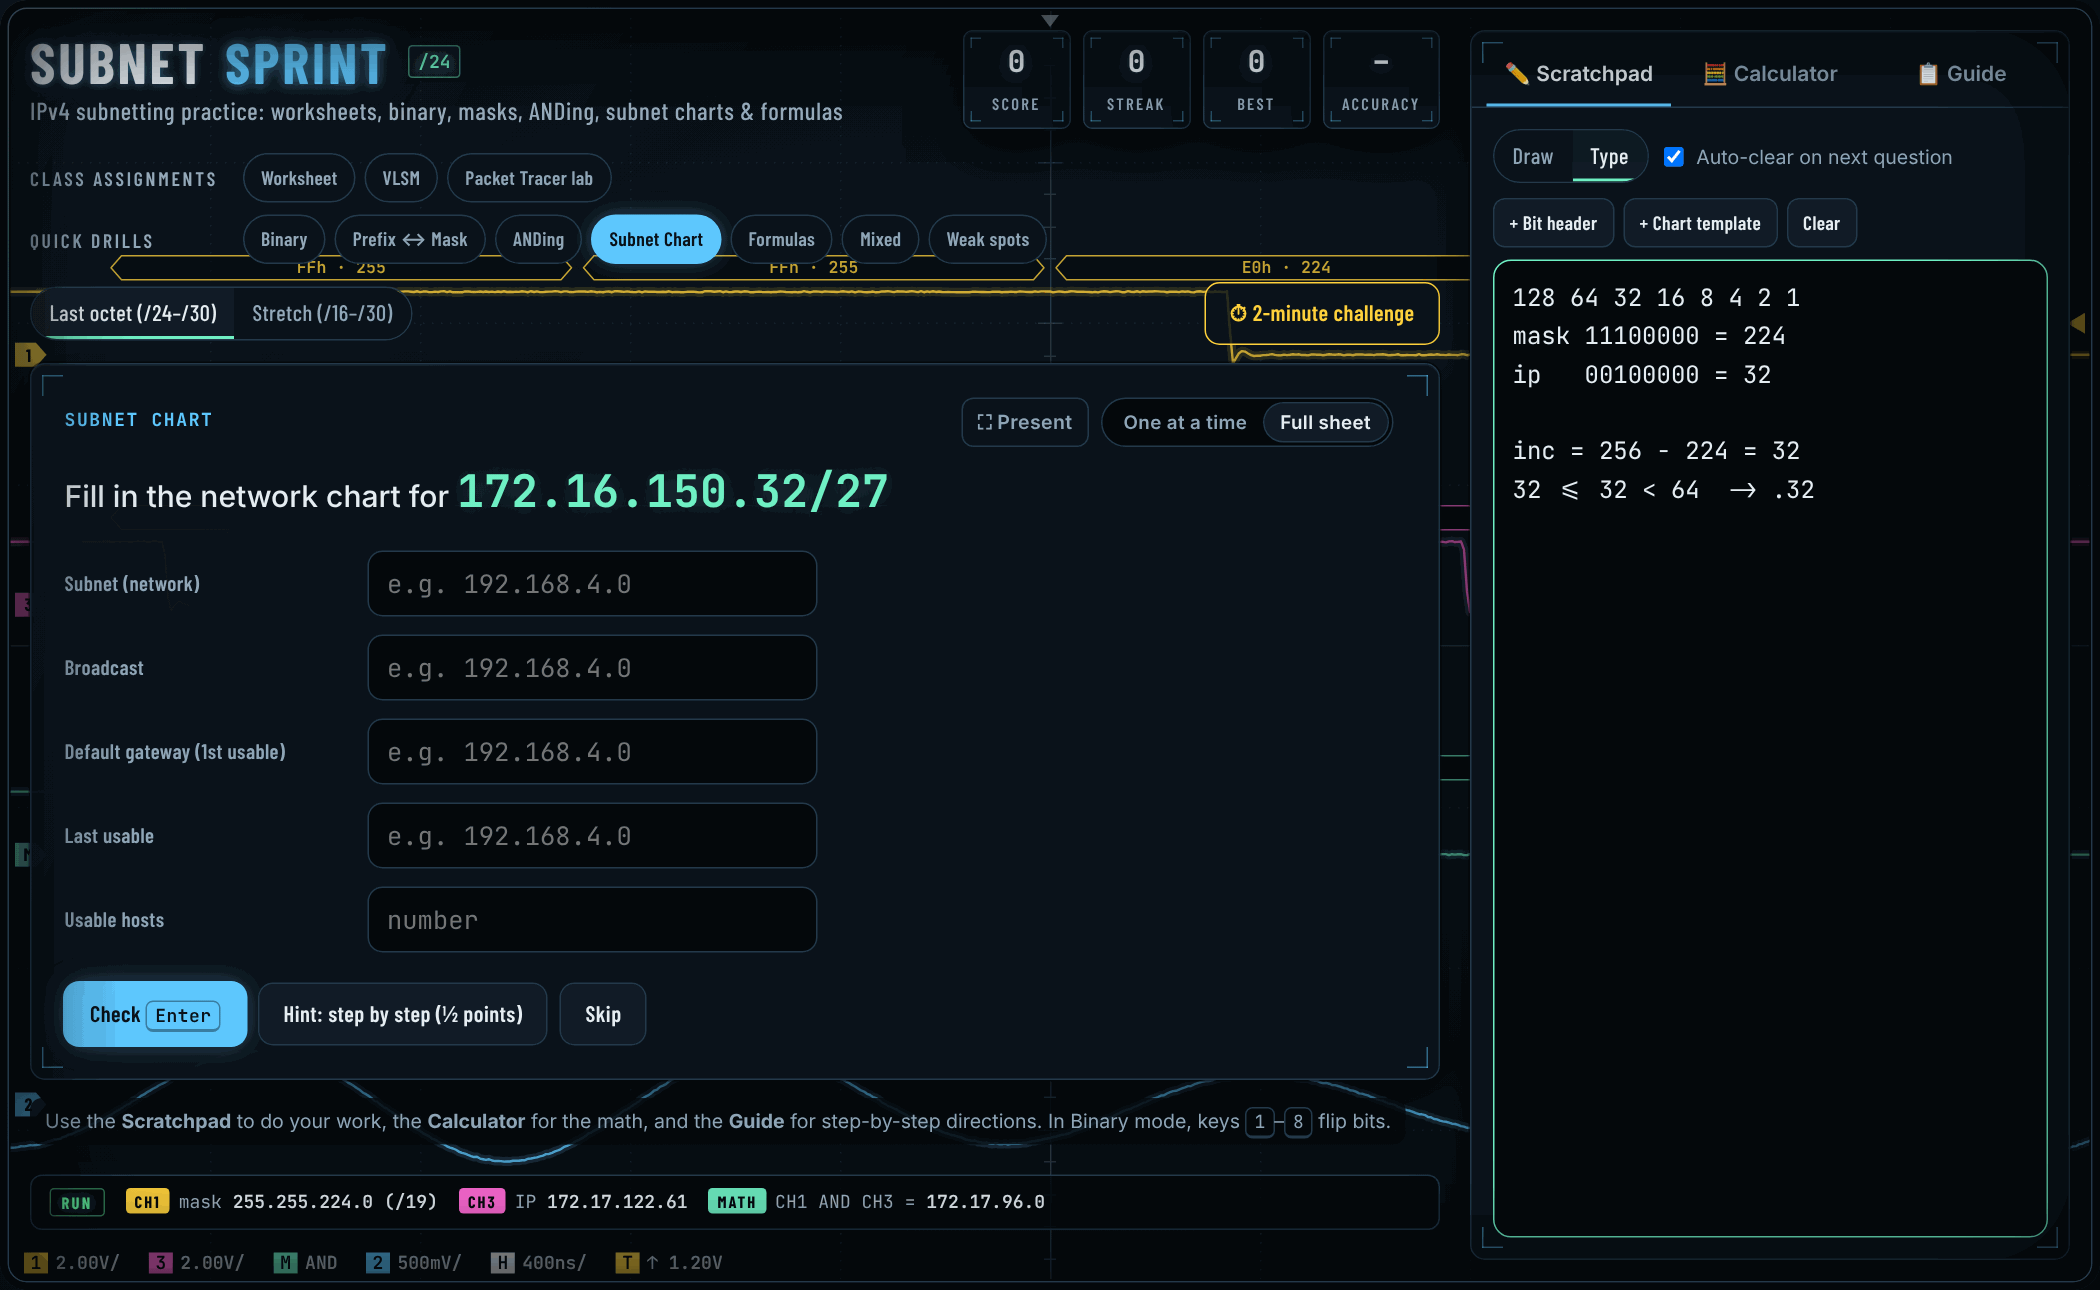 SUBNET SPRINT /24
IPv4 subnetting practice: worksheets, binary, masks, ANDing, subnet charts & formulas
0 SCORE
0 STREAK
0 BEST
– ACCURACY
CLASS ASSIGNMENTS Worksheet VLSM Packet Tracer lab
QUICK DRILLS Binary Prefix ↔ Mask ANDing Subnet Chart Formulas Mixed Weak spots
FFh · 255 FFh · 255 E0h · 224
Last octet (/24–/30) Stretch (/16–/30)
⏱ 2-minute challenge
1
SUBNET CHART
Present One at a time Full sheet
Fill in the network chart for 172.16.150.32/27
Subnet (network) e.g. 192.168.4.0
3
Broadcast e.g. 192.168.4.0
Default gateway (1st usable) e.g. 192.168.4.0
Last usable e.g. 192.168.4.0
Usable hosts number
Check Enter Hint: step by step (½ points) Skip
2
Use the Scratchpad to do your work, the Calculator for the math, and the Guide for step-by-step directions. In Binary mode, keys 1–8 flip bits.
RUN CH1 mask 255.255.224.0 (/19) CH3 IP 172.17.122.61 MATH CH1 AND CH3 = 172.17.96.0
1 2.00V/ 3 2.00V/ M AND 2 500mV/ H 400ns/ T ↑ 1.20V
✏️ Scratchpad 🧮 Calculator 📋 Guide
Draw Type Auto-clear on next question
+ Bit header + Chart template Clear
128 64 32 16 8 4 2 1
mask 11100000 = 224
ip 00100000 = 32
inc = 256 - 224 = 32
32 ≤ 32 < 64 → .32